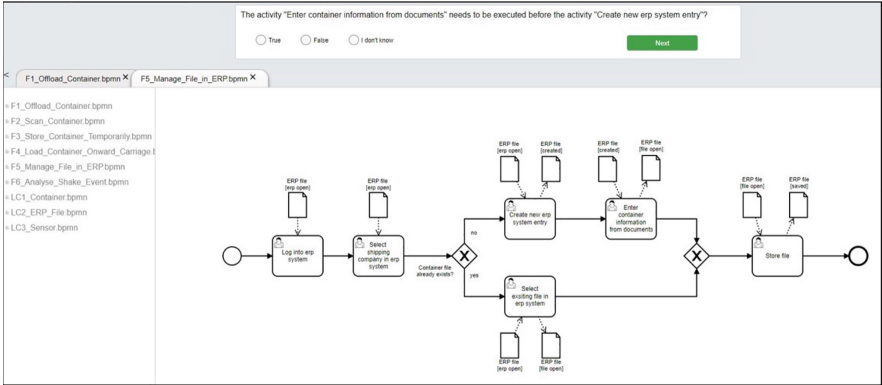 The activity "Enter container information from documents" needs to be executed before the activity "Create new erp system entry"?
True
False
I don't know
Next
<
F1_Offload_Container.bpmn X
F5_Manage_File_in_ERP.bpmn X
F1_Offload_Container.bpmn
F2_Scan_Container.bpmn
F3_Store_Container_Temporarily.bpmn
F4_Load_Container_Onward_Carriage.b
F5_Manage_File_in_ERP.bpmn
F6_Analyse_Shake_Event.bpmn
LC1_Container.bpmn
LC2_ERP_File.bpmn
LC3_Sensor.bpmn
ERP file
[erp open]
Log into erp
system
ERP file
[erp open]
Select
shipping
company in erp
system
Container file
already exists?
no
yes
ERP file
[erp open]
ERP file
[created]
Create new erp
system entry
ERP file
[created]
ERP file
[file open]
Enter
container
information
from documents
Select
exsiting file in
erp system
ERP file
[erp open]
ERP file
[file open]
ERP file
[file open]
ERP file
[saved]
Store file